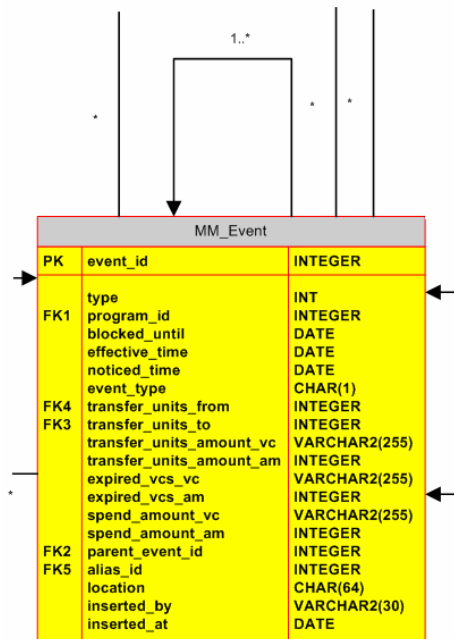 1..*
*
*
*
MM_Event
PK event_id INTEGER
type INT
FK1 program_id INTEGER
blocked_until DATE
effective_time DATE
noticed_time DATE
event_type CHAR(1)
FK4 transfer_units_from INTEGER
FK3 transfer_units_to INTEGER
transfer_units_amount_vc VARCHAR2(255)
transfer_units_amount_am INTEGER
expired_vcs_vc VARCHAR2(255)
* expired_vcs_am INTEGER
spend_amount_vc VARCHAR2(255)
spend_amount_am INTEGER
FK2 parent_event_id INTEGER
FK5 alias_id INTEGER
location CHAR(64)
inserted_by VARCHAR2(30)
inserted_at DATE